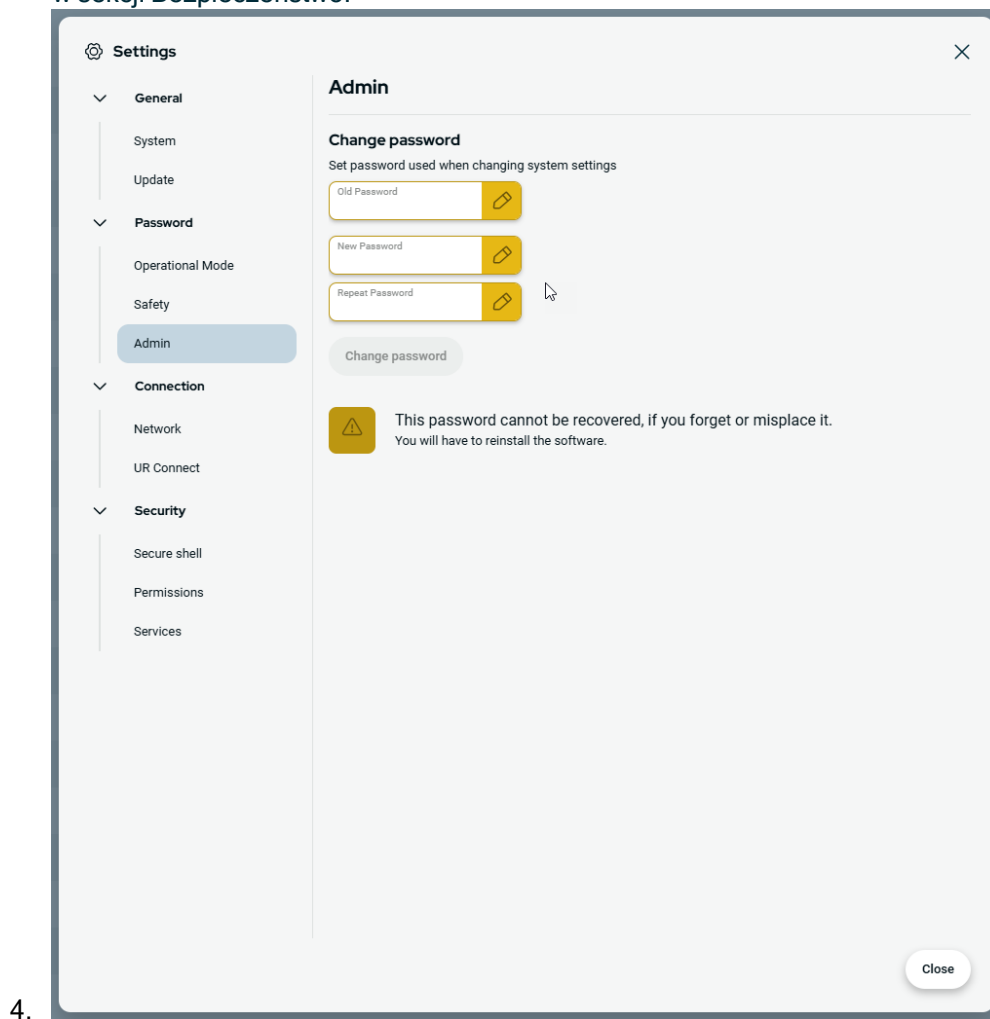 Settings
General
System
Update
Password
Operational Mode
Safety
Admin
Connection
Network
UR Connect
Security
Secure shell
Permissions
Services
Admin
Change password
Set password used when changing system settings
Old Password
New Password
Repeat Password
Change password
This password cannot be recovered, if you forget or misplace it.
You will have to reinstall the software.
Close
4.